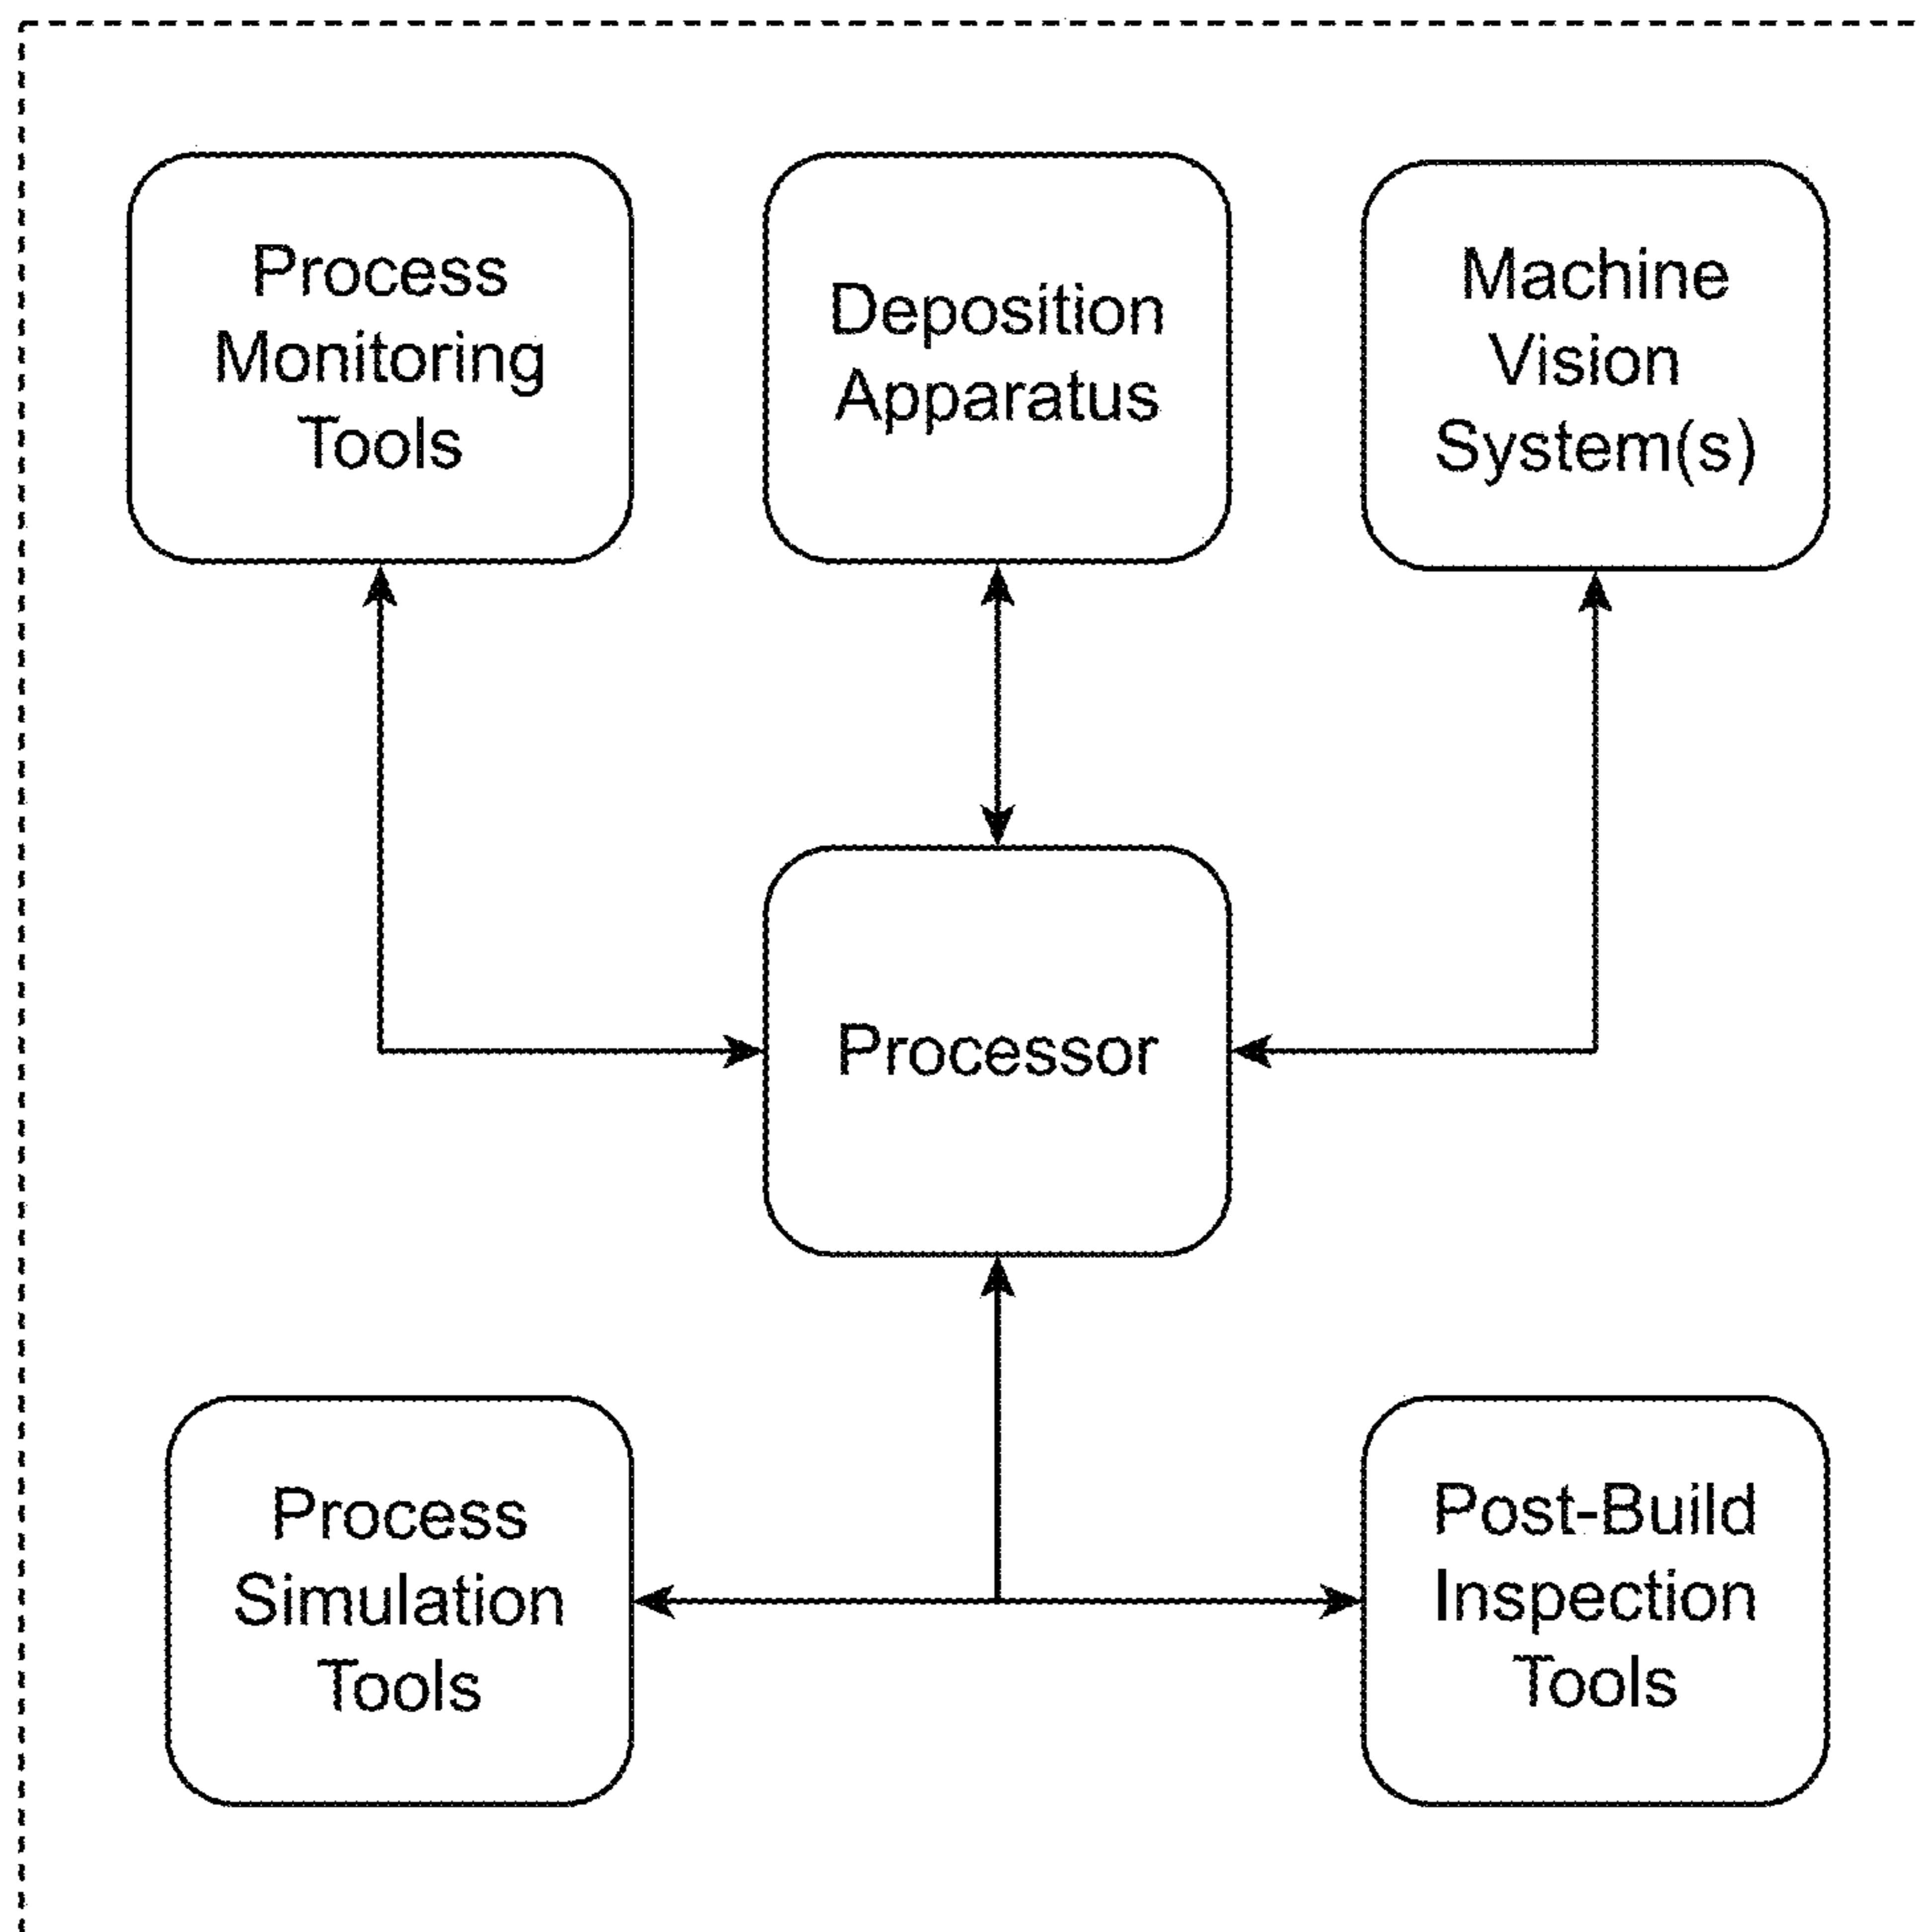 Process
Monitoring
Tools
Deposition
Apparatus
Machine
Vision
System(s)
Processor
Process
Simulation
Tools
Post-Build
Inspection
Tools